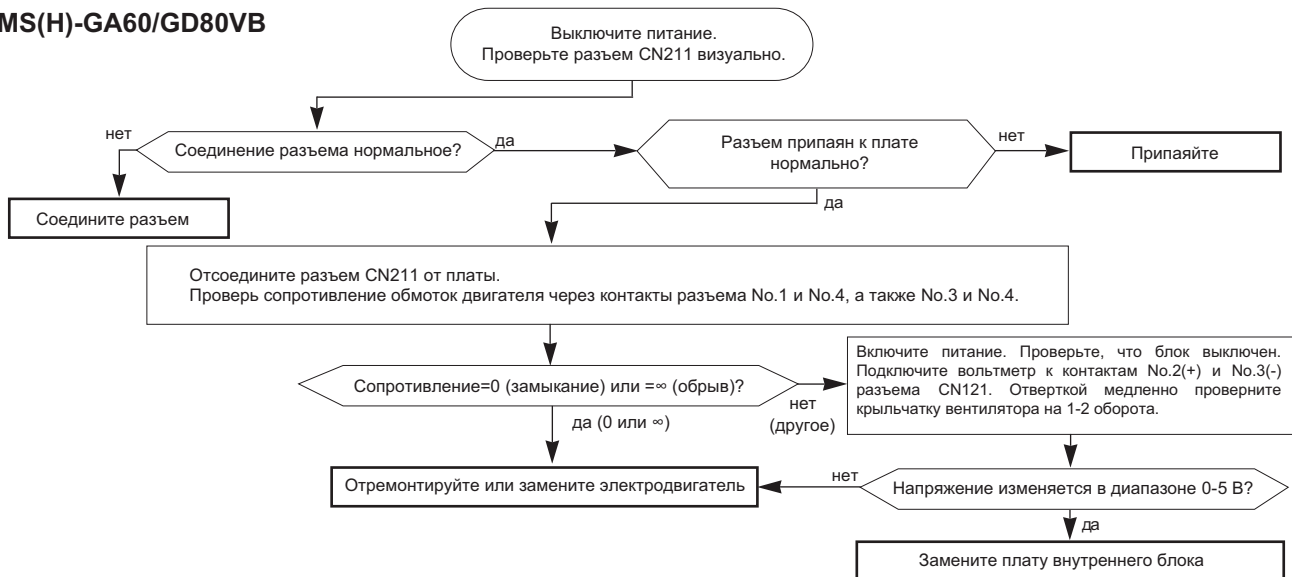 MS(H)-GA60/GD80VB
Выключите питание.
Проверьте разъем CN211 визуально.
нет
Соединение разъема нормальное?
да
Разъем припаян к плате
нормально?
нет
Припаяйте
Соедините разъем
да
Отсоедините разъем CN211 от платы.
Проверь сопротивление обмоток двигателя через контакты разъема No.1 и No.4, а также No.3 и No.4.
Сопротивление=0 (замыкание) или =∞ (обрыв)?
нет
(другое)
да (0 или ∞)
Включите питание. Проверьте, что блок выключен.
Подключите вольтметр к контактам No.2(+) и No.3(-)
разъема CN121. Отверткой медленно проверните
крыльчатку вентилятора на 1-2 оборота.
Отремонтируйте или замените электродвигатель
нет
Напряжение изменяется в диапазоне 0-5 В?
да
Замените плату внутреннего блока